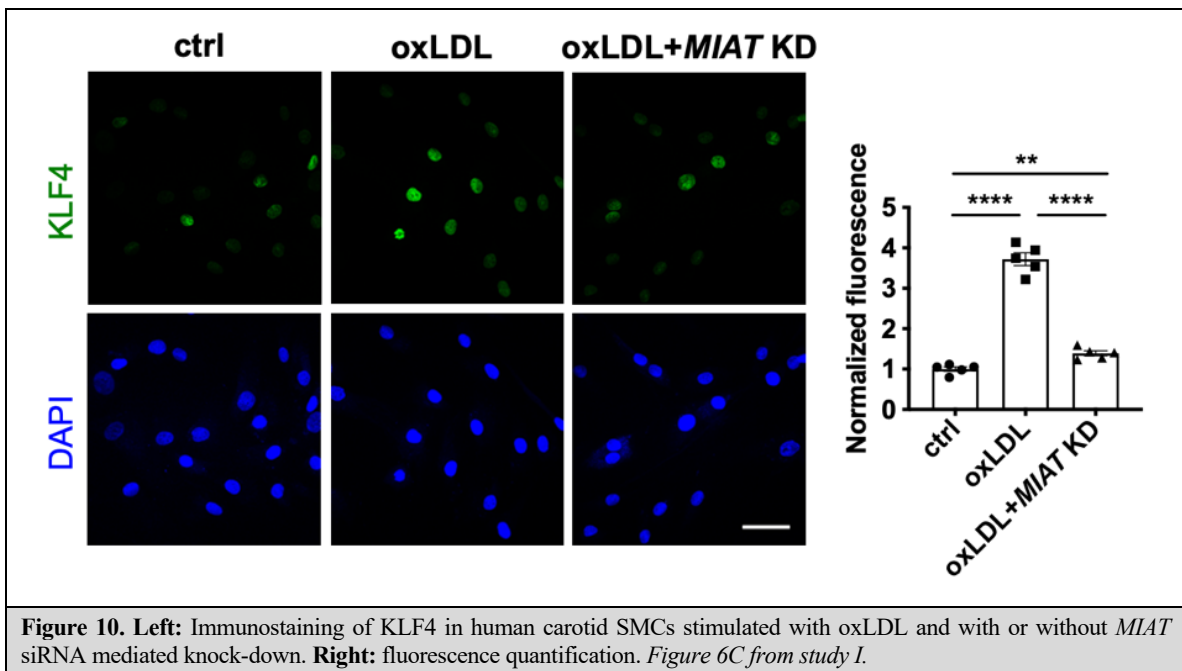 ctrl oxLDL oxLDL+MIAT KD
KLF4
DAPI
Normalized fluorescence
**
**** ****
5
4
3
2
1
0
ctrl
oxLDL
oxLDL+MIAT KD
Figure 10. Left: Immunostaining of KLF4 in human carotid SMCs stimulated with oxLDL and with or without MIAT
siRNA mediated knock-down. Right: fluorescence quantification. Figure 6C from study I.